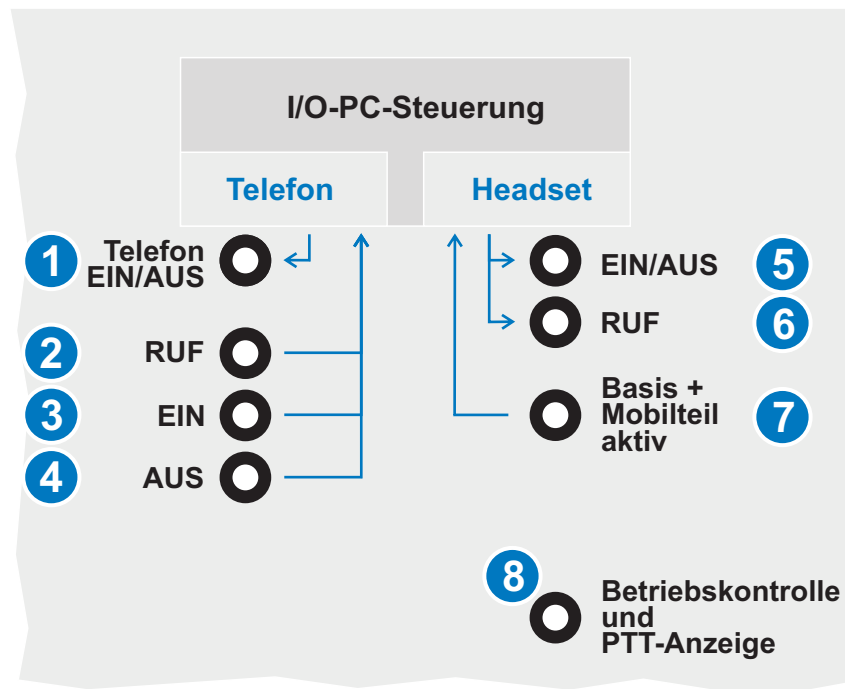 I/O-PC-Steuerung
Telefon
Headset
1
Telefon
EIN/AUS
2
RUF
3
EIN
4
AUS
EIN/AUS
5
RUF
6
Basis +
Mobilteil
aktiv
7
8
Betriebskontrolle
und
PTT-Anzeige